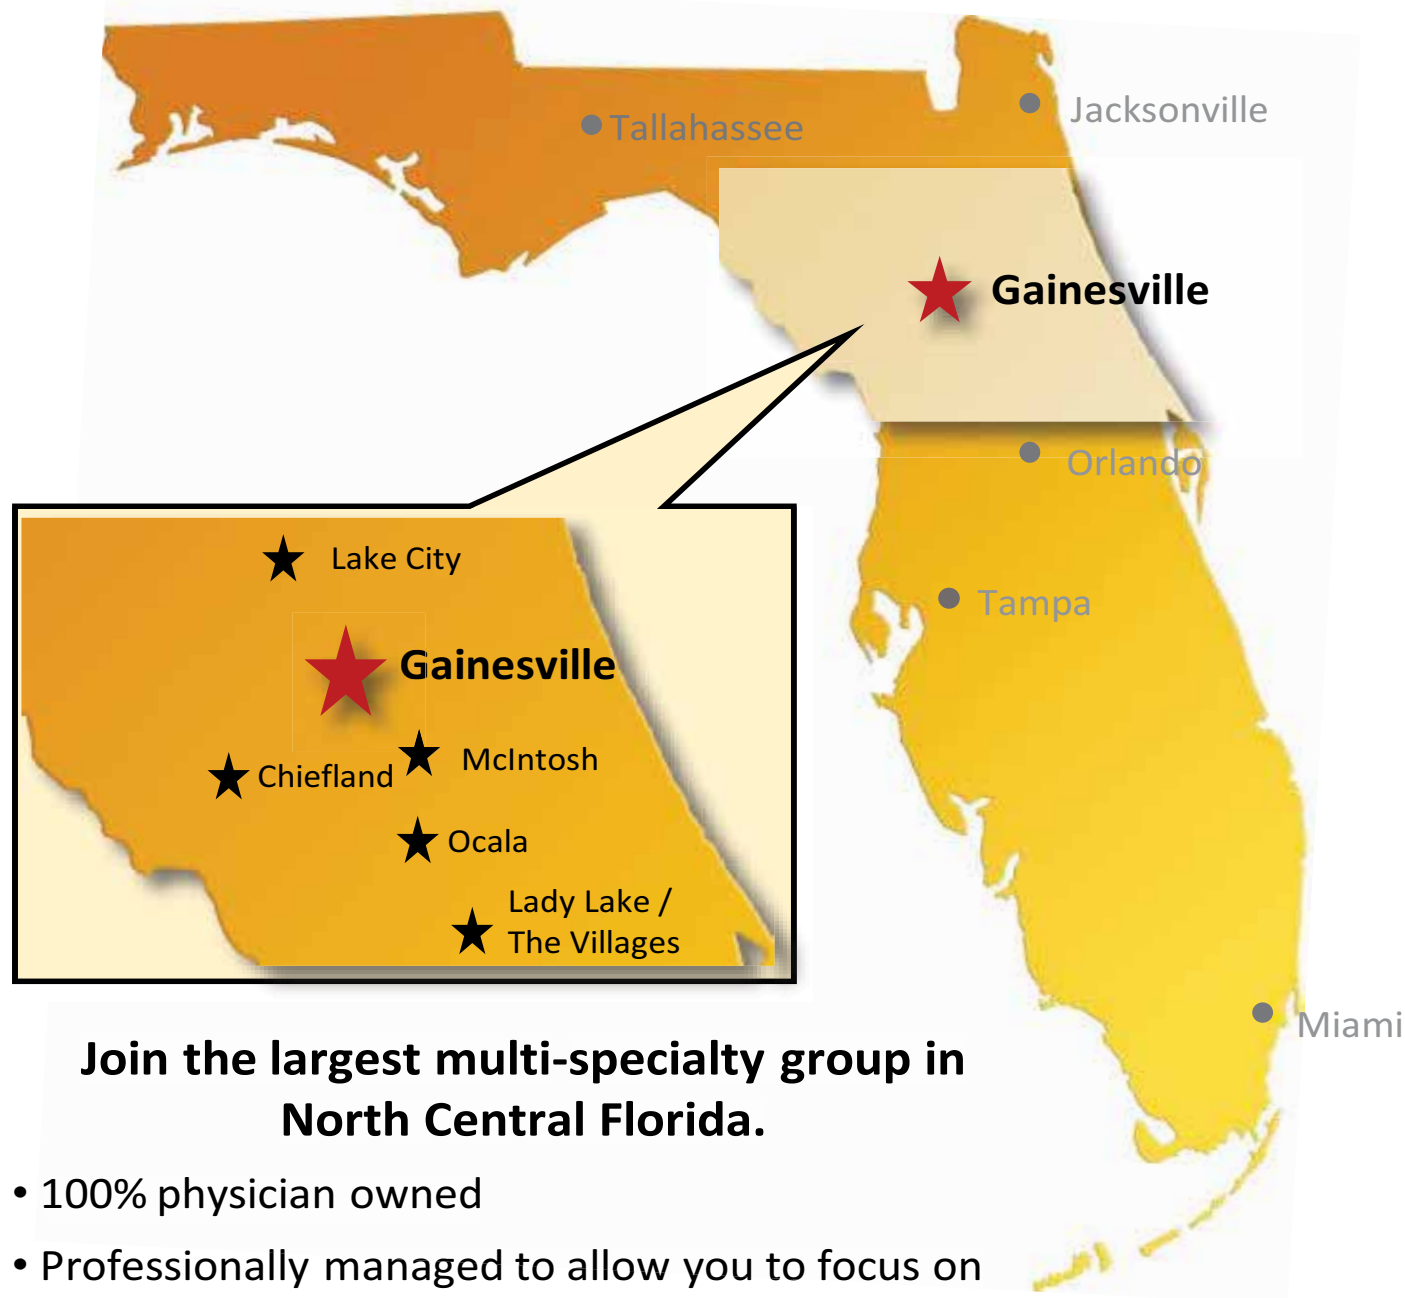 Tallahassee
Jacksonville
Gainesville
Orlando
Tampa
Miami
Lake City
Gainesville
McIntosh
Chiefland
Ocala
Lady Lake /
The Villages
Join the largest multi-specialty group in
North Central Florida.
• 100% physician owned
• Professionally managed to allow you to focus on